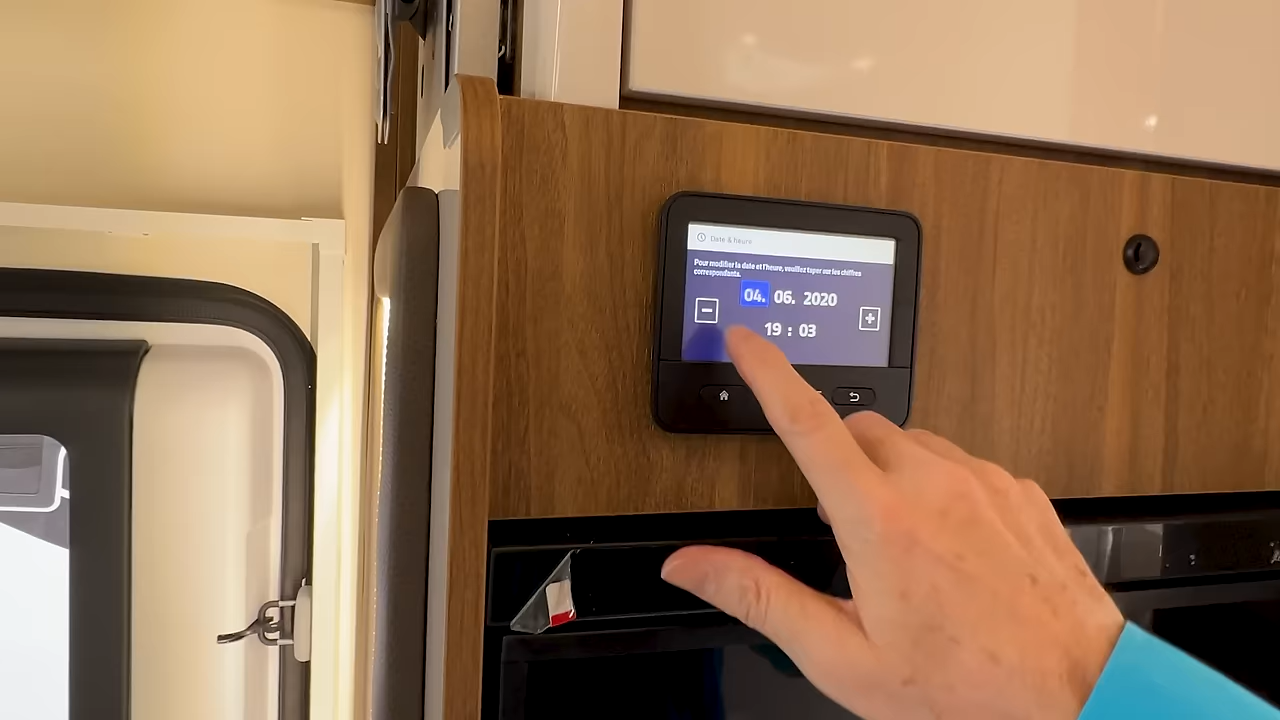 Date & heure
Pour modifier la date et l'heure, veuillez taper sur les chiffres
correspondants.
04. 06. 2020
19 : 03